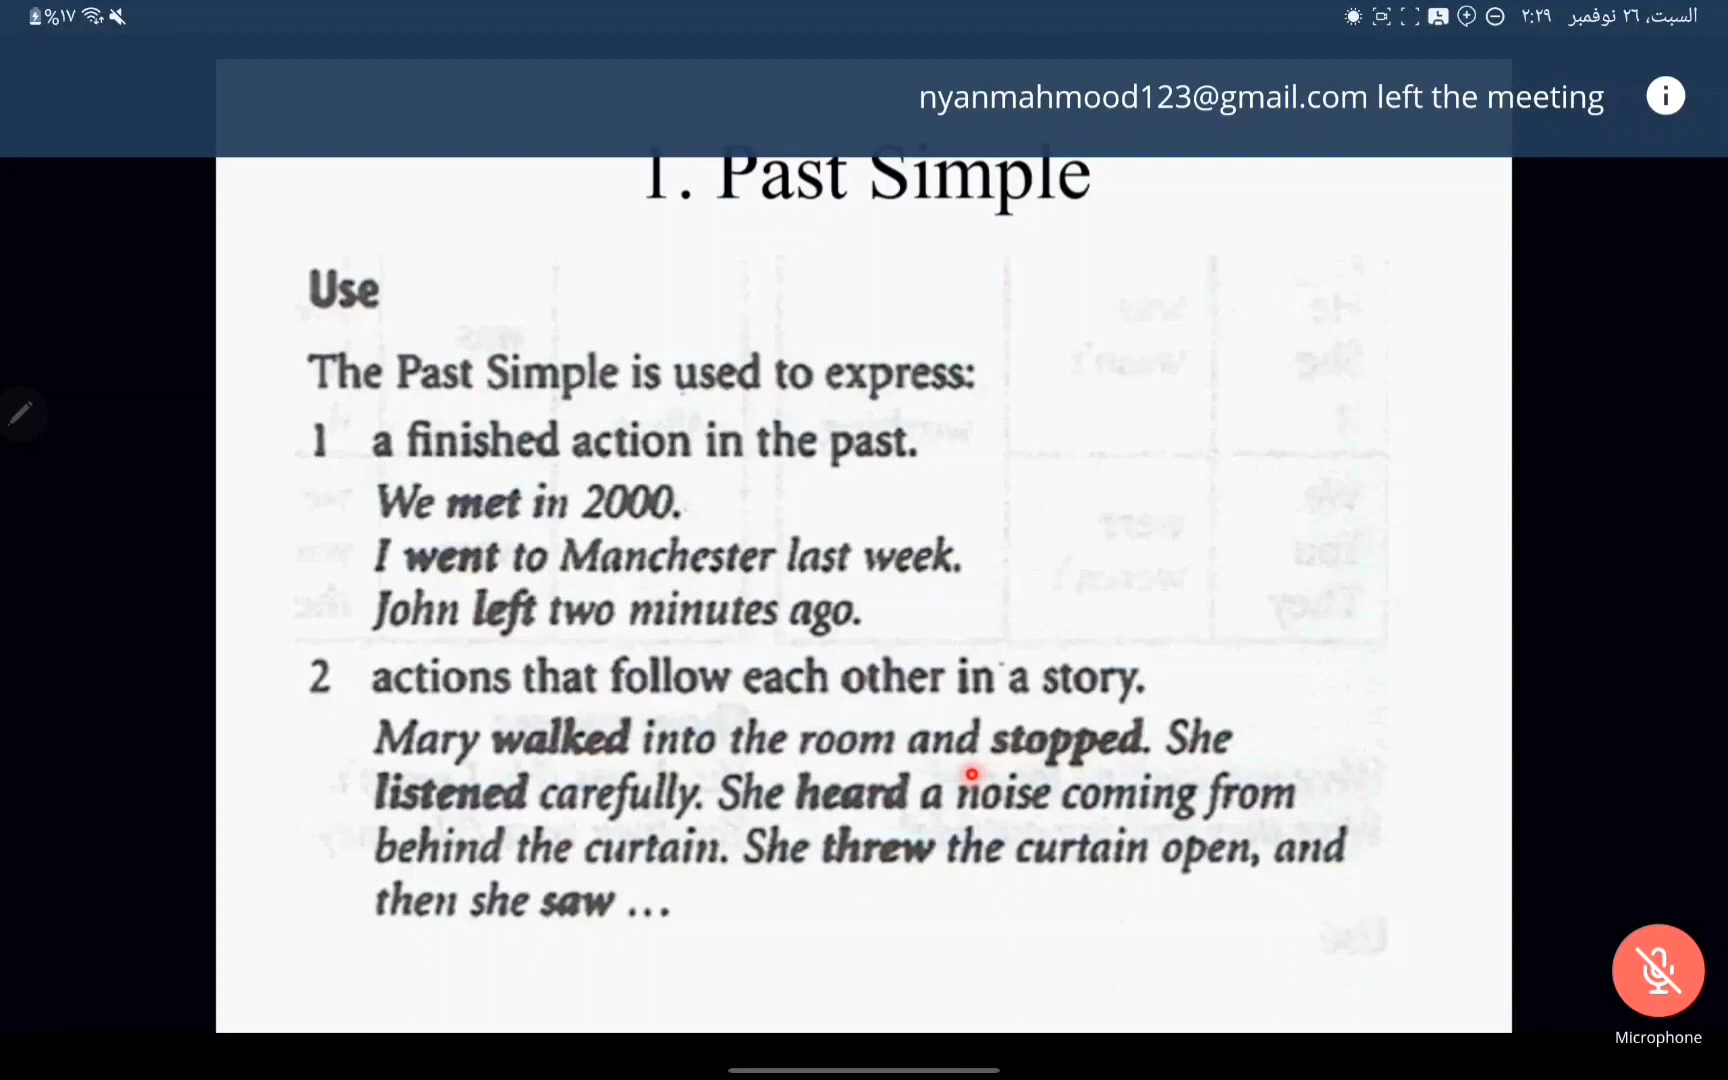 %١٧
السبت، ٢٦ نوفمبر ٢:٢٩
nyanmahmood123@gmail.com left the meeting
1. Past Simple
Use
The Past Simple is used to express:
1 a finished action in the past.
We met in 2000.
I went to Manchester last week.
John left two minutes ago.
2 actions that follow each other in a story.
Mary walked into the room and stopped. She
listened carefully. She heard a noise coming from
behind the curtain. She threw the curtain open, and
then she saw ...
Microphone